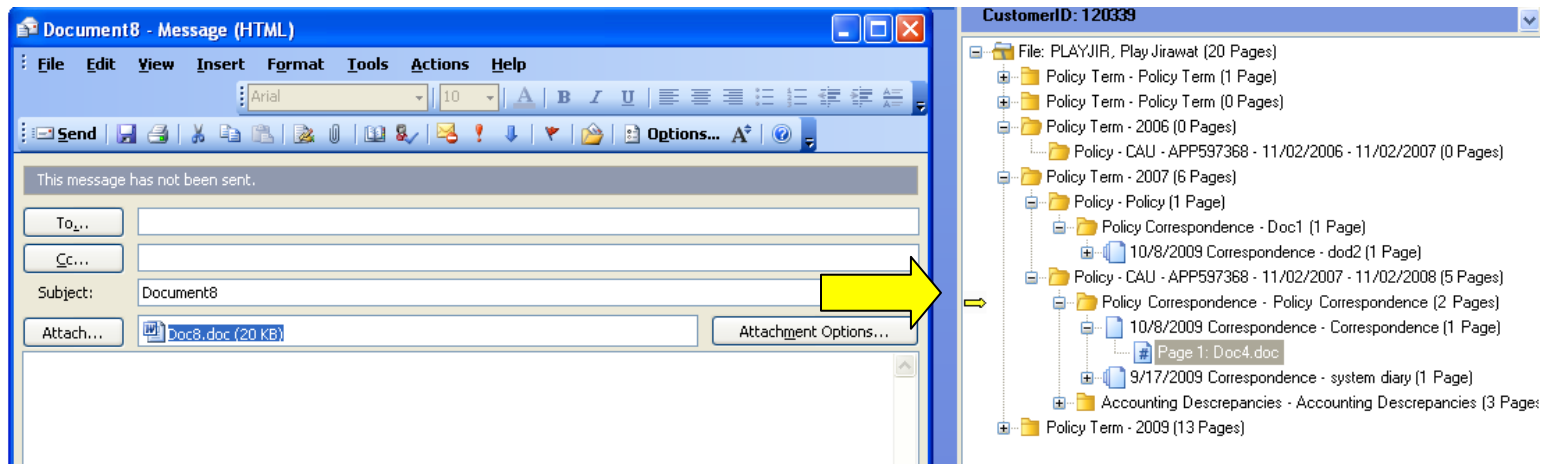 Document8 - Message (HTML)
File Edit View Insert Format Tools Actions Help
Arial 10 A B I U
Send Options...
This message has not been sent.
To...
Cc...
Subject: Document8
Attach... Doc8.doc (20 KB) Attachment Options...
CustomerID: 120339
File: PLAYJIR, Play Jirawat (20 Pages)
Policy Term - Policy Term (1 Page)
Policy Term - Policy Term (0 Pages)
Policy Term - 2006 (0 Pages)
Policy - CAU - APP597368 - 11/02/2006 - 11/02/2007 (0 Pages)
Policy Term - 2007 (6 Pages)
Policy - Policy (1 Page)
Policy Correspondence - Doc1 (1 Page)
10/8/2009 Correspondence - dod2 (1 Page)
Policy - CAU - APP597368 - 11/02/2007 - 11/02/2008 (5 Pages)
Policy Correspondence - Policy Correspondence (2 Pages)
10/8/2009 Correspondence - Correspondence (1 Page)
# Page 1: Doc4.doc
9/17/2009 Correspondence - system diary (1 Page)
Accounting Descrepancies - Accounting Descrepancies (3 Pages
Policy Term - 2009 (13 Pages)